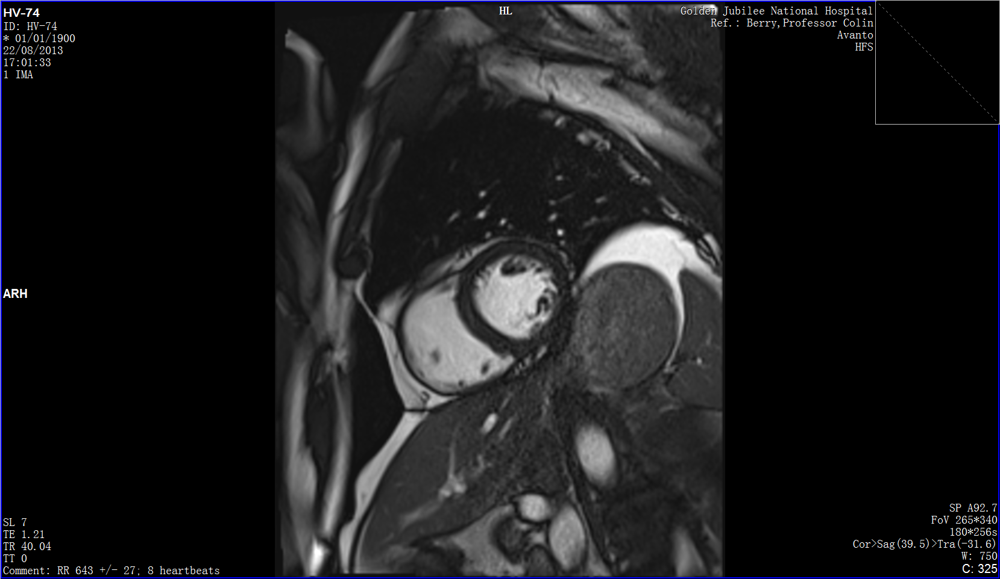 HV-74
ID: HV-74
* 01/01/1900
22/08/2013
17:01:33
1 IMA
HL
Golden Jubilee National Hospital
Ref.: Berry,Professor Colin
Avanto
HFS
ARH
SL 7
TE 1.21
TR 40.04
TT 0
Comment: RR 643 +/- 27; 8 heartbeats
SP A92.7
FoV 265*340
180*256s
Cor>Sag(39.5)>Tra(-31.6)
W: 750
C: 325